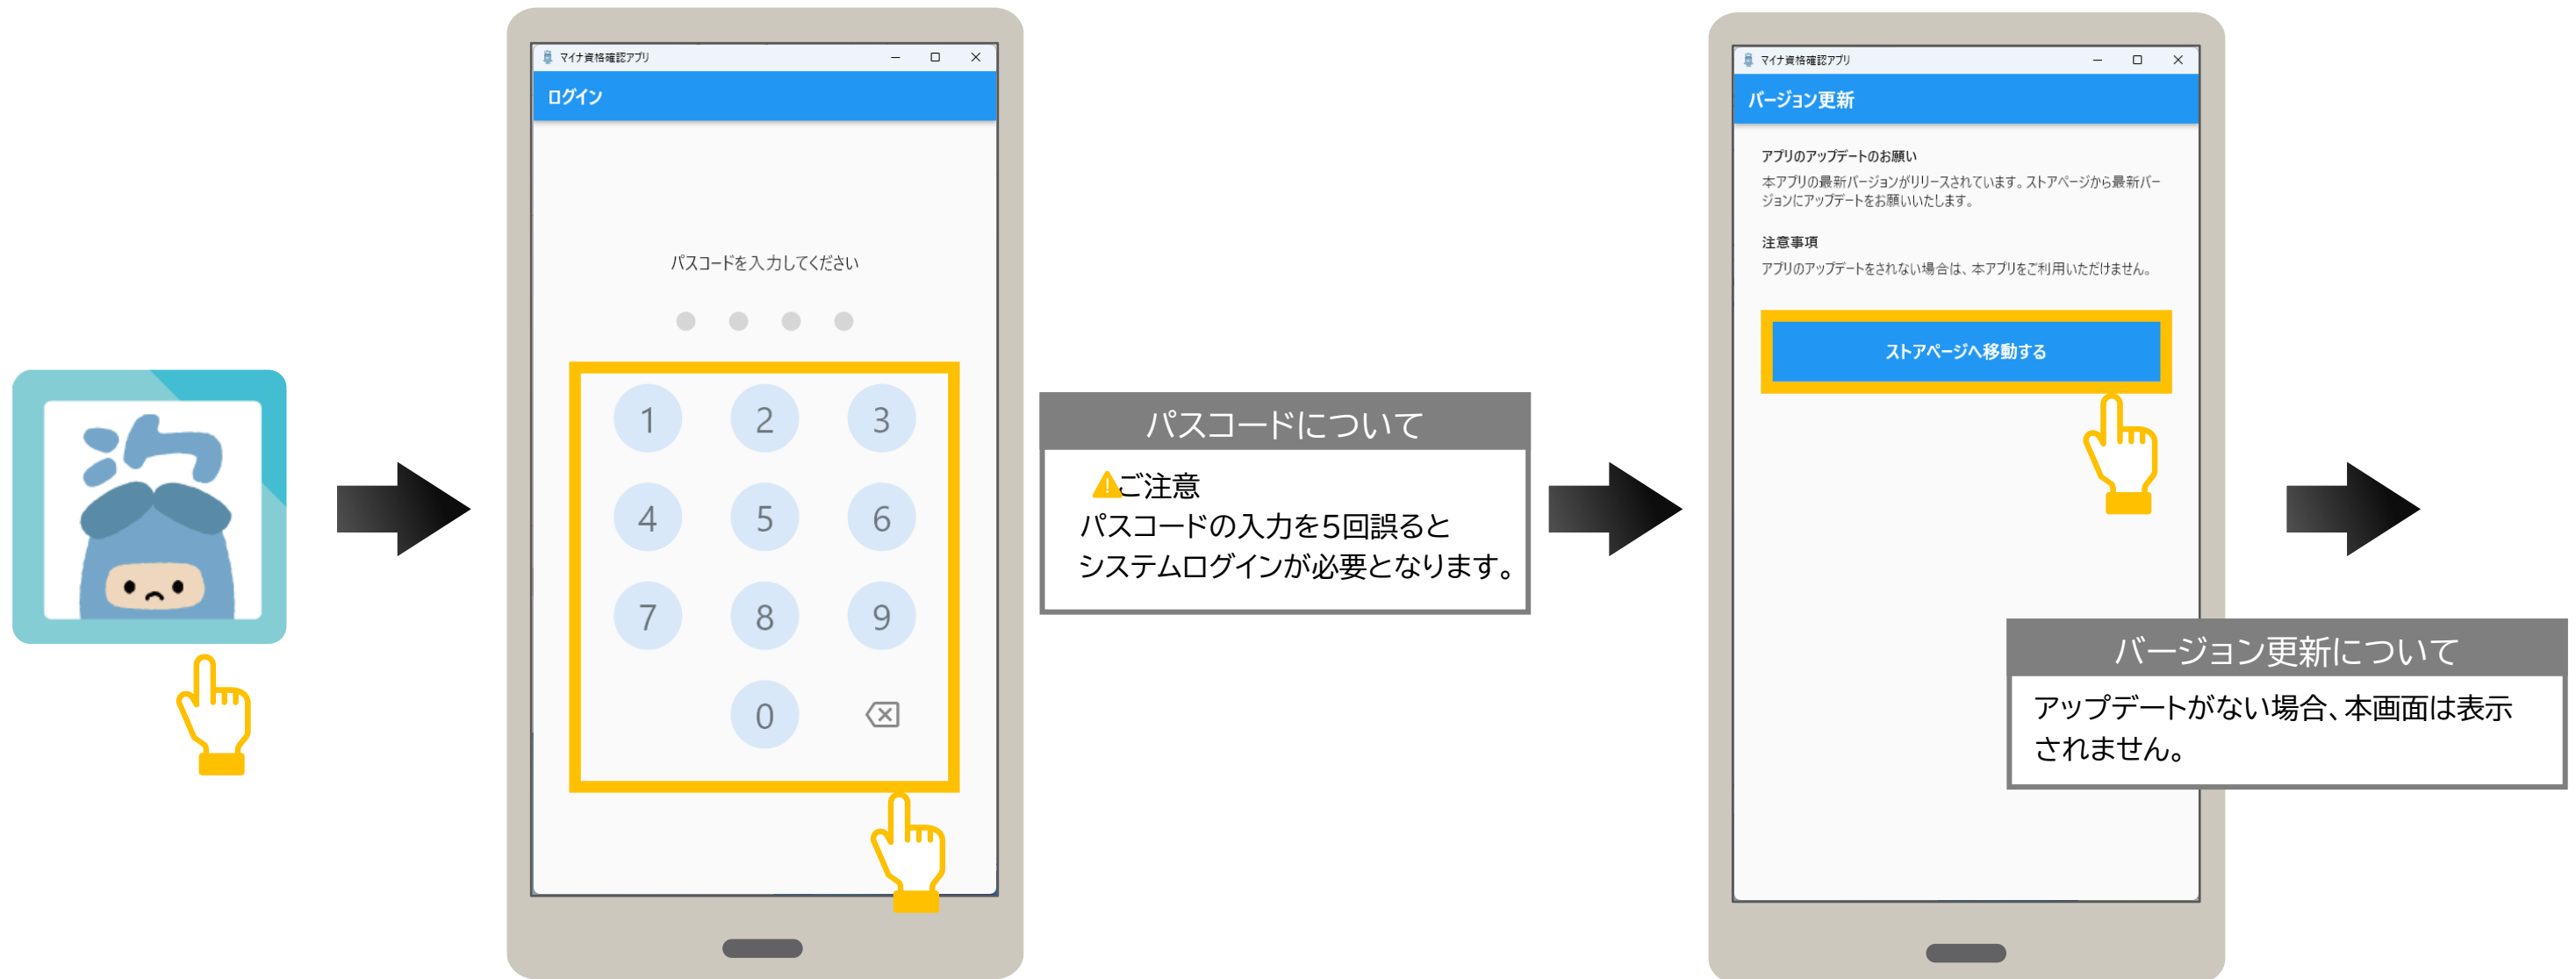 マイナ資格確認アプリ
ログイン
パスコードを入力してください
1 2 3
4 5 6
7 8 9
0
パスコードについて
ご注意
パスコードの入力を5回誤ると
システムログインが必要となります。
マイナ資格確認アプリ
バージョン更新
アプリのアップデートのお願い
本アプリの最新バージョンがリリースされています。ストアページから最新バー
ジョンにアップデートをお願いいたします。
注意事項
アプリのアップデートをされない場合は、本アプリをご利用いただけません。
ストアページへ移動する
バージョン更新について
アップデートがない場合、本画面は表示
されません。